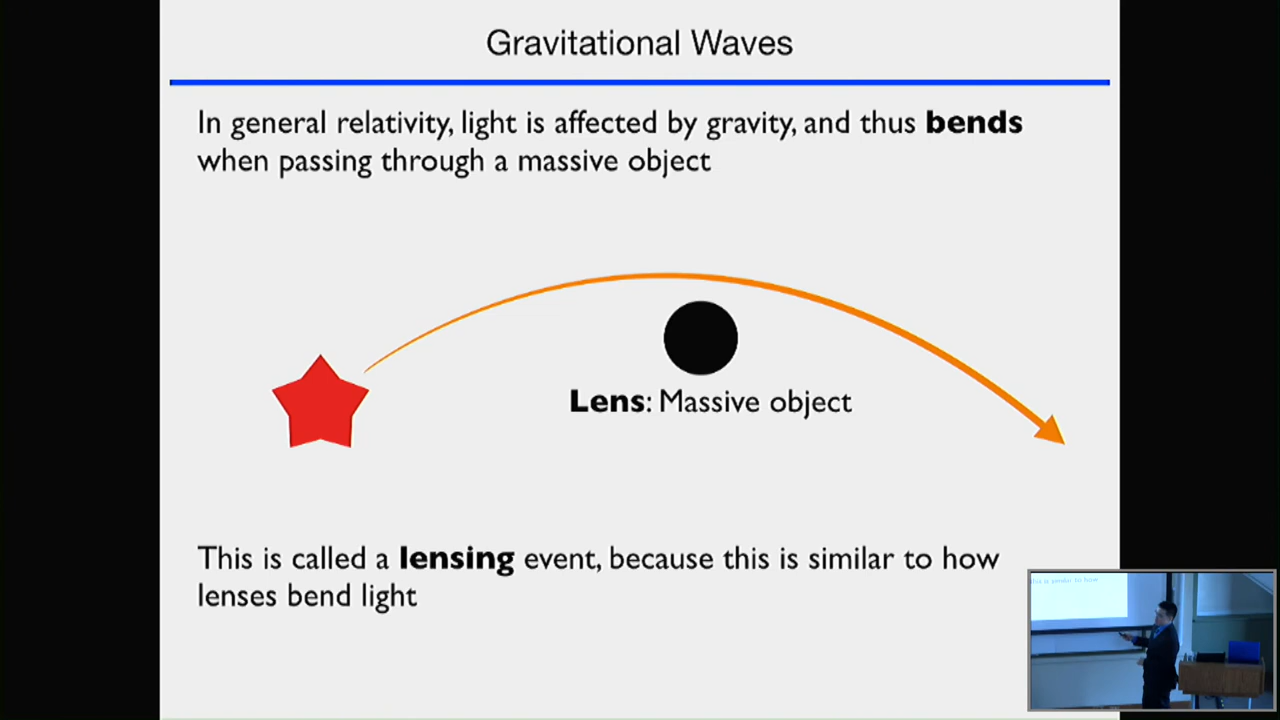 Gravitational Waves
In general relativity, light is affected by gravity, and thus bends
when passing through a massive object
Lens: Massive object
This is called a lensing event, because this is similar to how
lenses bend light